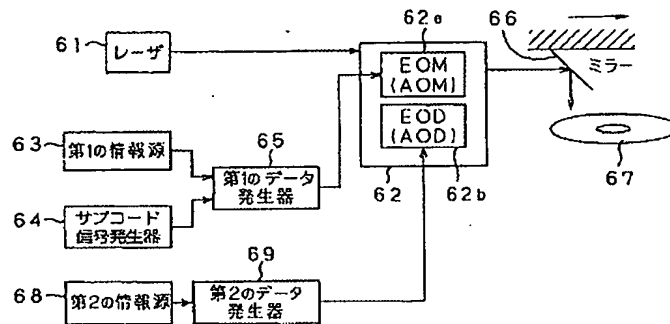 61
レーザ
62a
EOM
(AOM)
EOD
(AOD)
62
62b
66
ミラー
67
63
第1の情報源
64
サブコード
信号発生器
65
第1のデータ
発生器
68
第2の情報源
69
第2のデータ
発生器